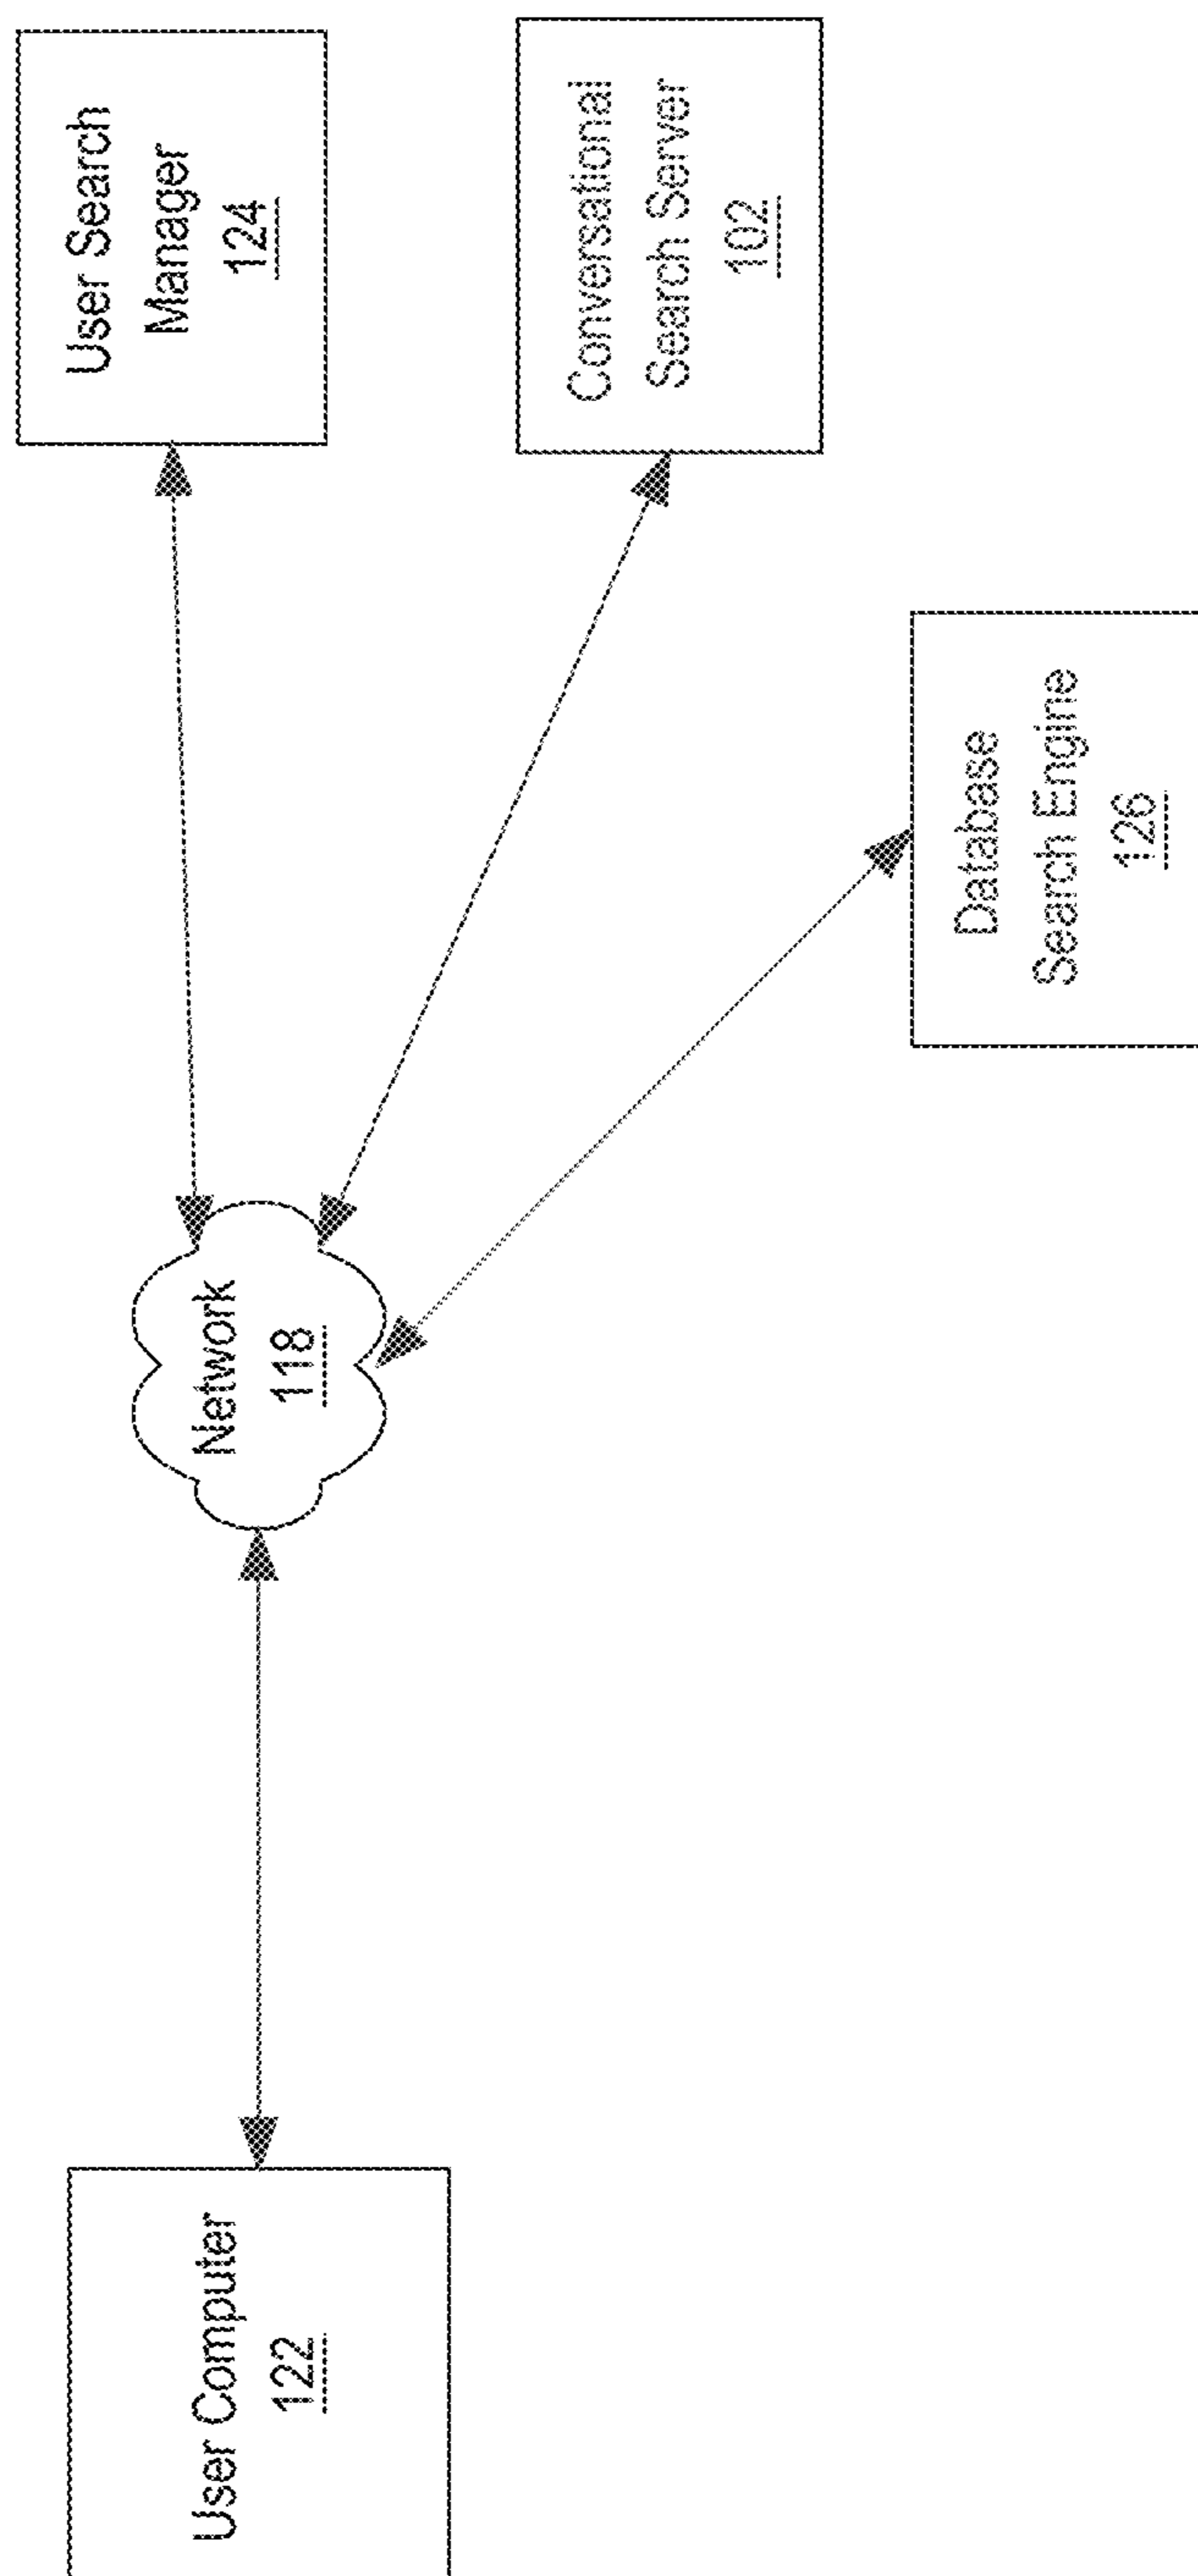 User Computer
122
Network
118
User Search
Manager
124
Conversational
Search Server
102
Database
Search Engine
126